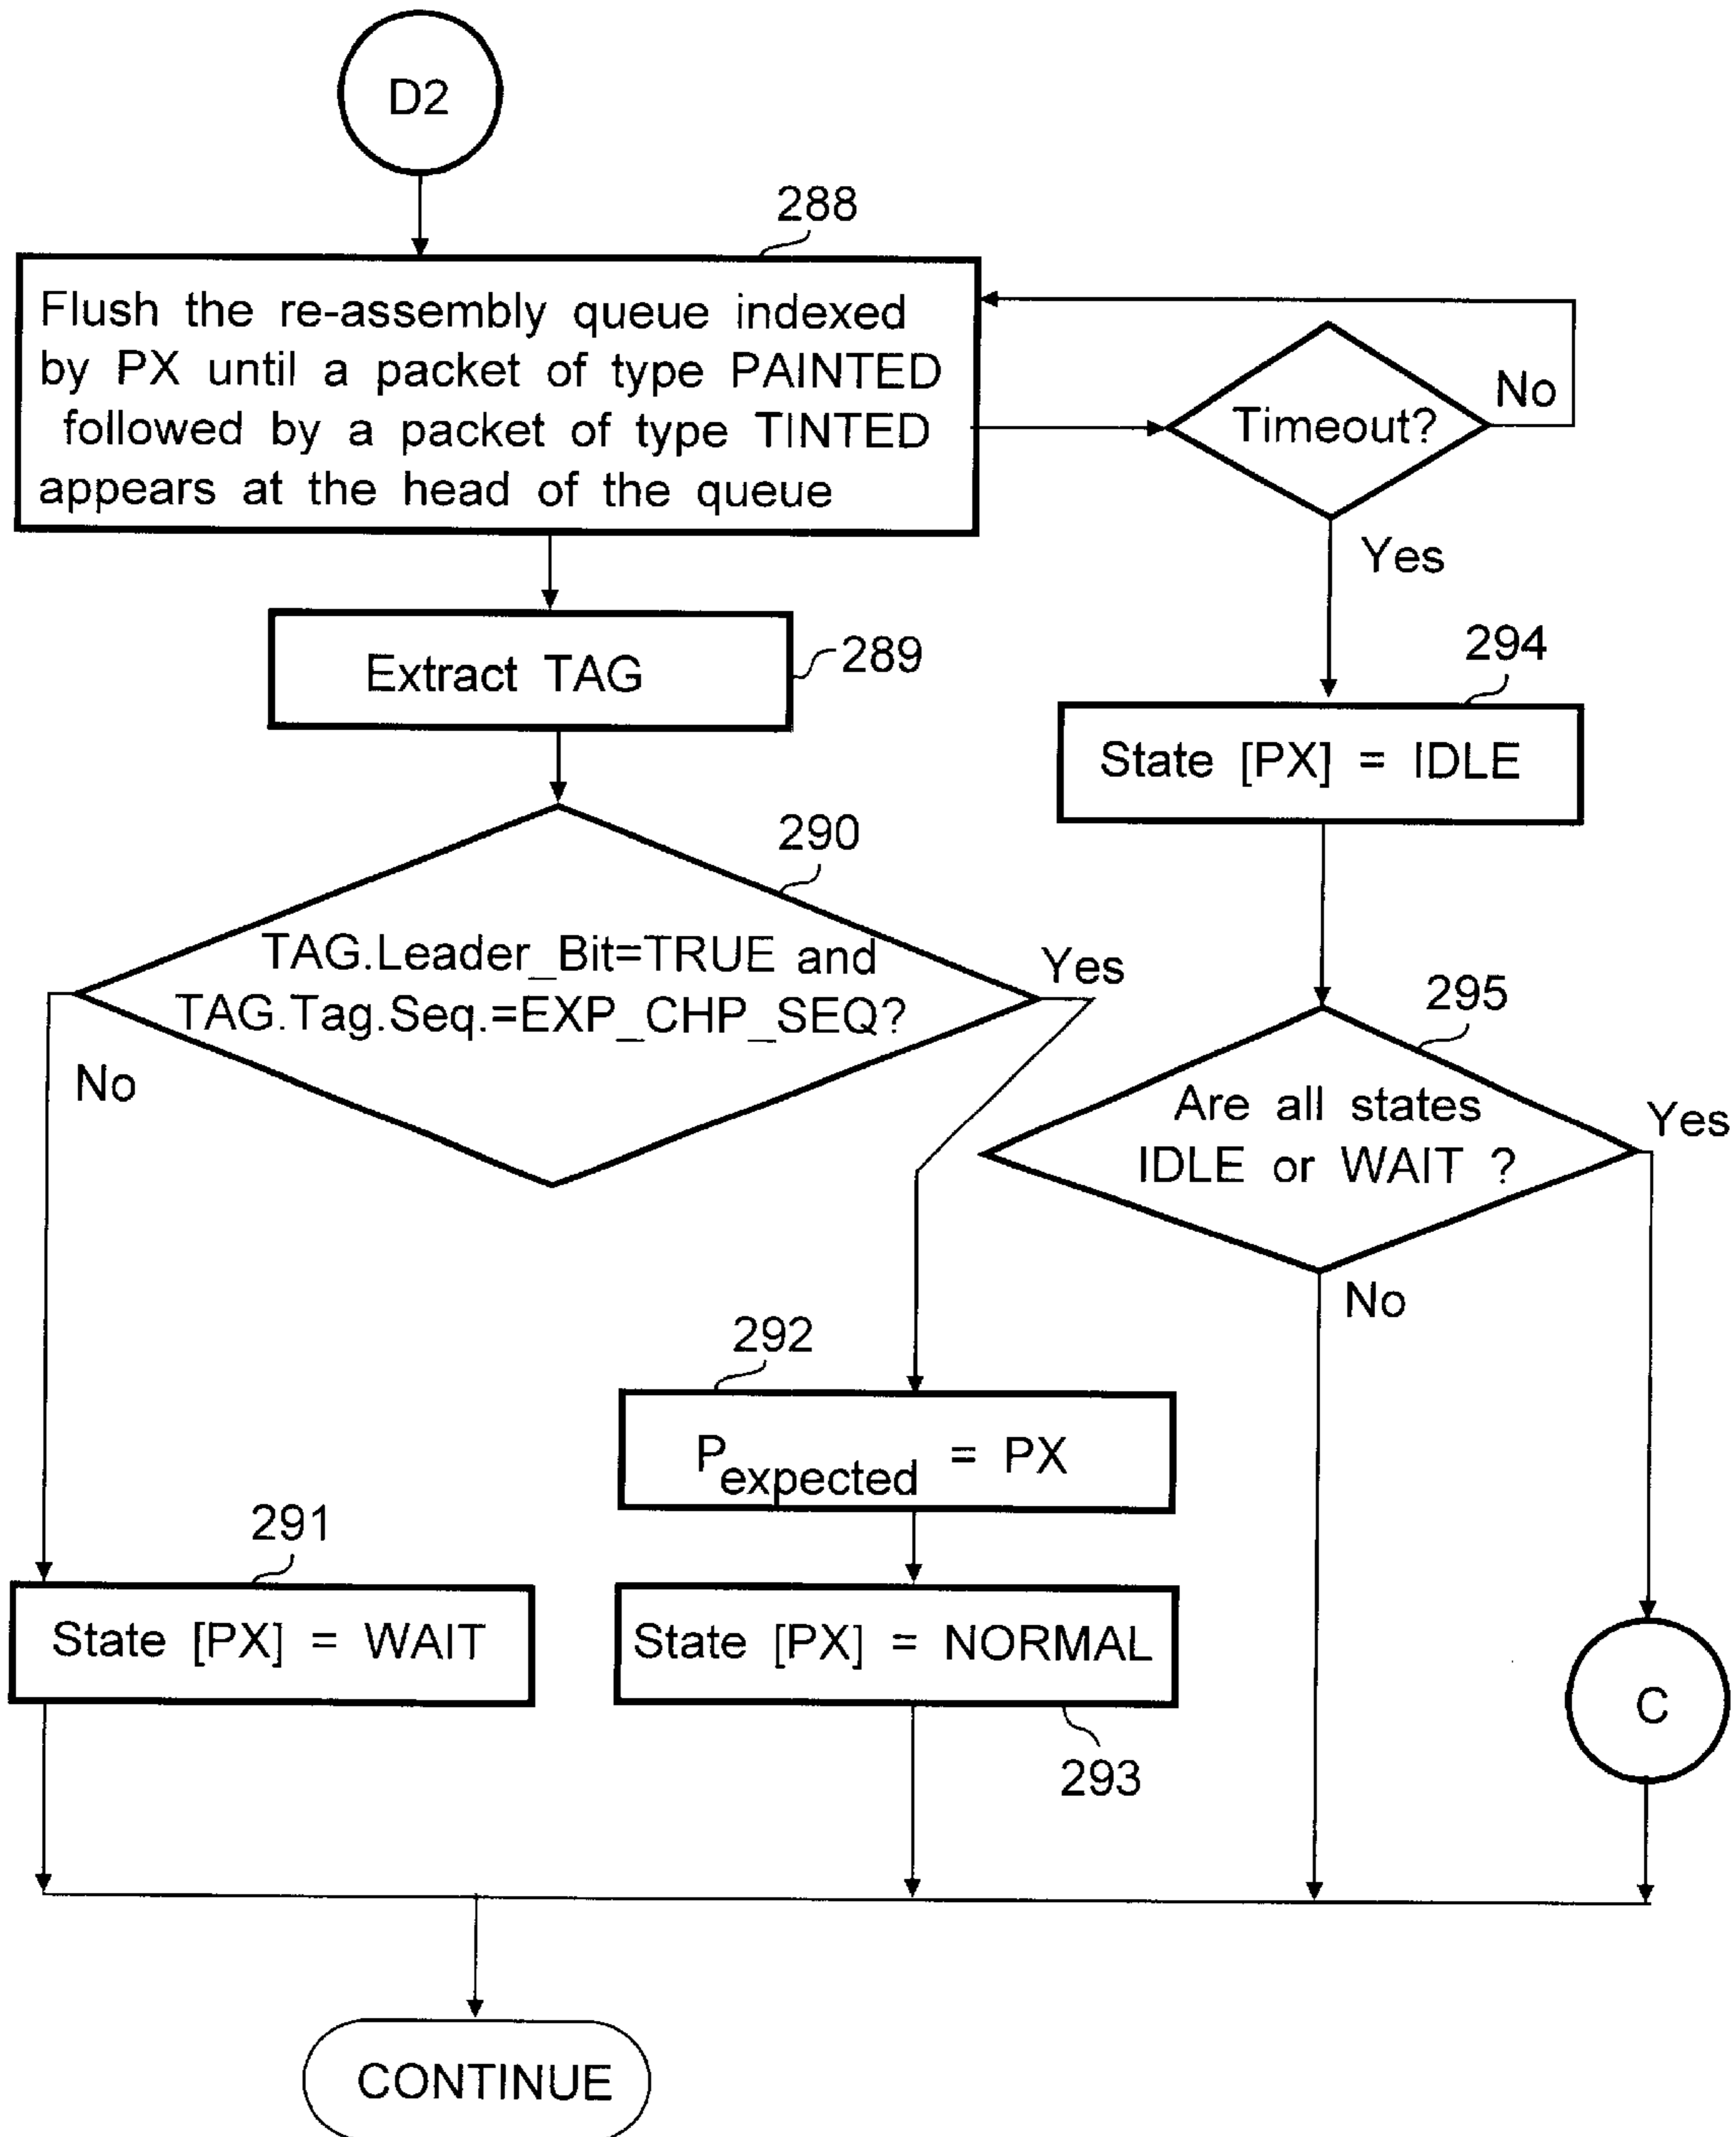 D2
288
Flush the re-assembly queue indexed
by PX until a packet of type PAINTED
followed by a packet of type TINTED
appears at the head of the queue
Timeout?
No
Yes
Extract TAG
289
294
State [PX] = IDLE
290
TAG.Leader_Bit=TRUE and
TAG.Tag.Seq.=EXP_CHP_SEQ?
Yes
No
295
Are all states
IDLE or WAIT ?
Yes
No
292
P expected = PX
291
State [PX] = WAIT
State [PX] = NORMAL
293
C
CONTINUE